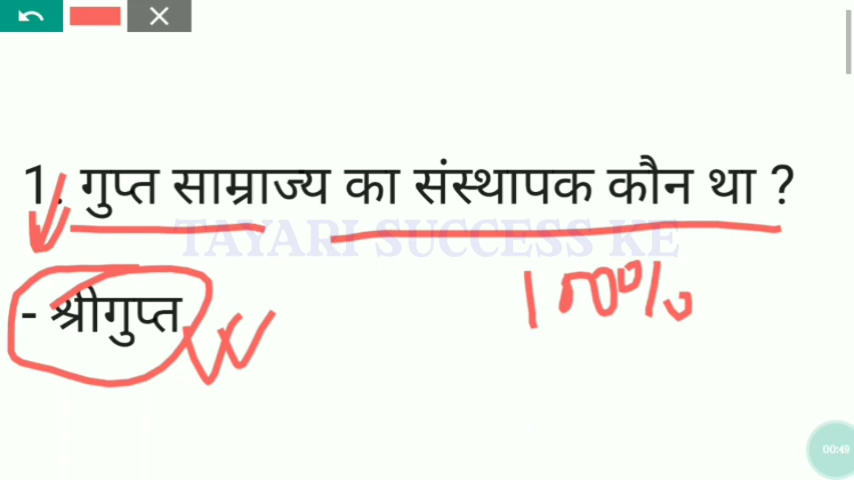 1. गुप्त साम्राज्य का संस्थापक कौन था ?
TAYARI SUCCESS KE
- श्रीगुप्त
100%
00:49